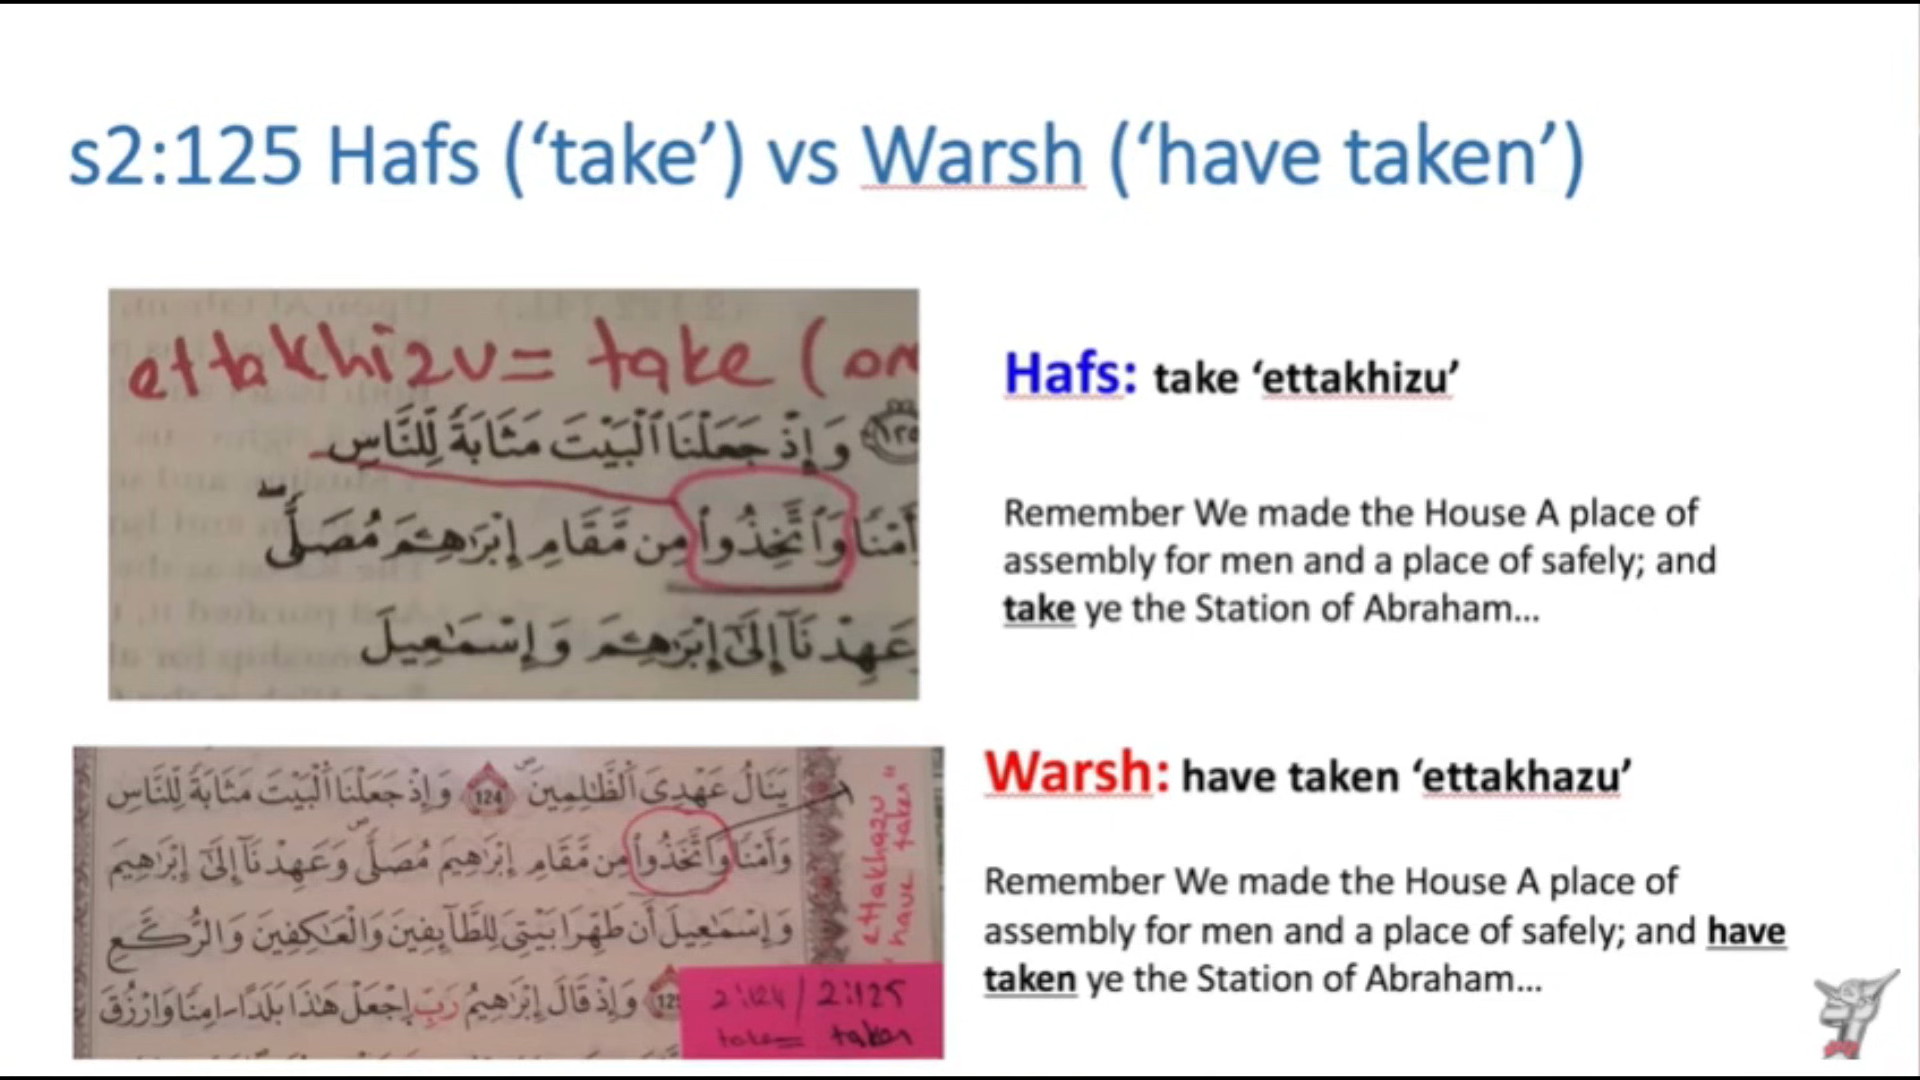 s2:125 Hafs (‘take’) vs Warsh (‘have taken’)
ettakhizu= take (
وَإِذْ جَعَلْنَا ٱلْبَيْتَ مَثَابَةً لِّلنَّاسِ
وَأَمْنًا وَٱتَّخِذُوا۟ مِن مَّقَامِ إِبْرَٰهِـۧمَ مُصَلًّى ۖ
عَهِدْنَآ إِلَىٰٓ إِبْرَٰهِـۧمَ وَإِسْمَٰعِيلَ
Hafs: take ‘ettakhizu’
Remember We made the House A place of
assembly for men and a place of safely; and
take ye the Station of Abraham...
يَنَالُ عَهْدِى ٱلظَّٰلِمِينَ 124 وَإِذْ جَعَلْنَا ٱلْبَيْتَ مَثَابَةً لِّلنَّاسِ
وَأَمْنًا وَٱتَّخَذُوا۟ مِن مَّقَامِ إِبْرَٰهِيمَ مُصَلًّى وَعَهِدْنَآ إِلَىٰٓ إِبْرَٰهِيمَ
وَإِسْمَٰعِيلَ أَن طَهِّرَا بَيْتِىَ لِلطَّآئِفِينَ وَٱلْعَٰكِفِينَ وَٱلرُّكَّعِ
125 وَإِذْ قَالَ إِبْرَٰهِيمُ رَبِّ ٱجْعَلْ هَٰذَا بَلَدًا ـامِنًا وَٱرْزُقْ
ettakhazu
"have taken"
2:124 / 2:125
take taken
Warsh: have taken ‘ettakhazu’
Remember We made the House A place of
assembly for men and a place of safely; and have
taken ye the Station of Abraham...